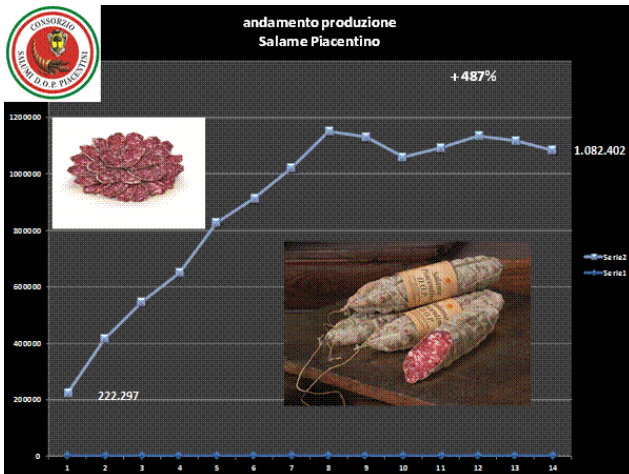 CONSORZIO
SALUMI D.O.P. PIACENTINI
andamento produzione
Salame Piacentino
+487%
1200000
1000000
800000
600000
400000
200000
0
1.082.402
222.297
Serie2
Serie1
1 2 3 4 5 6 7 8 9 10 11 12 13 14
D.O.P.